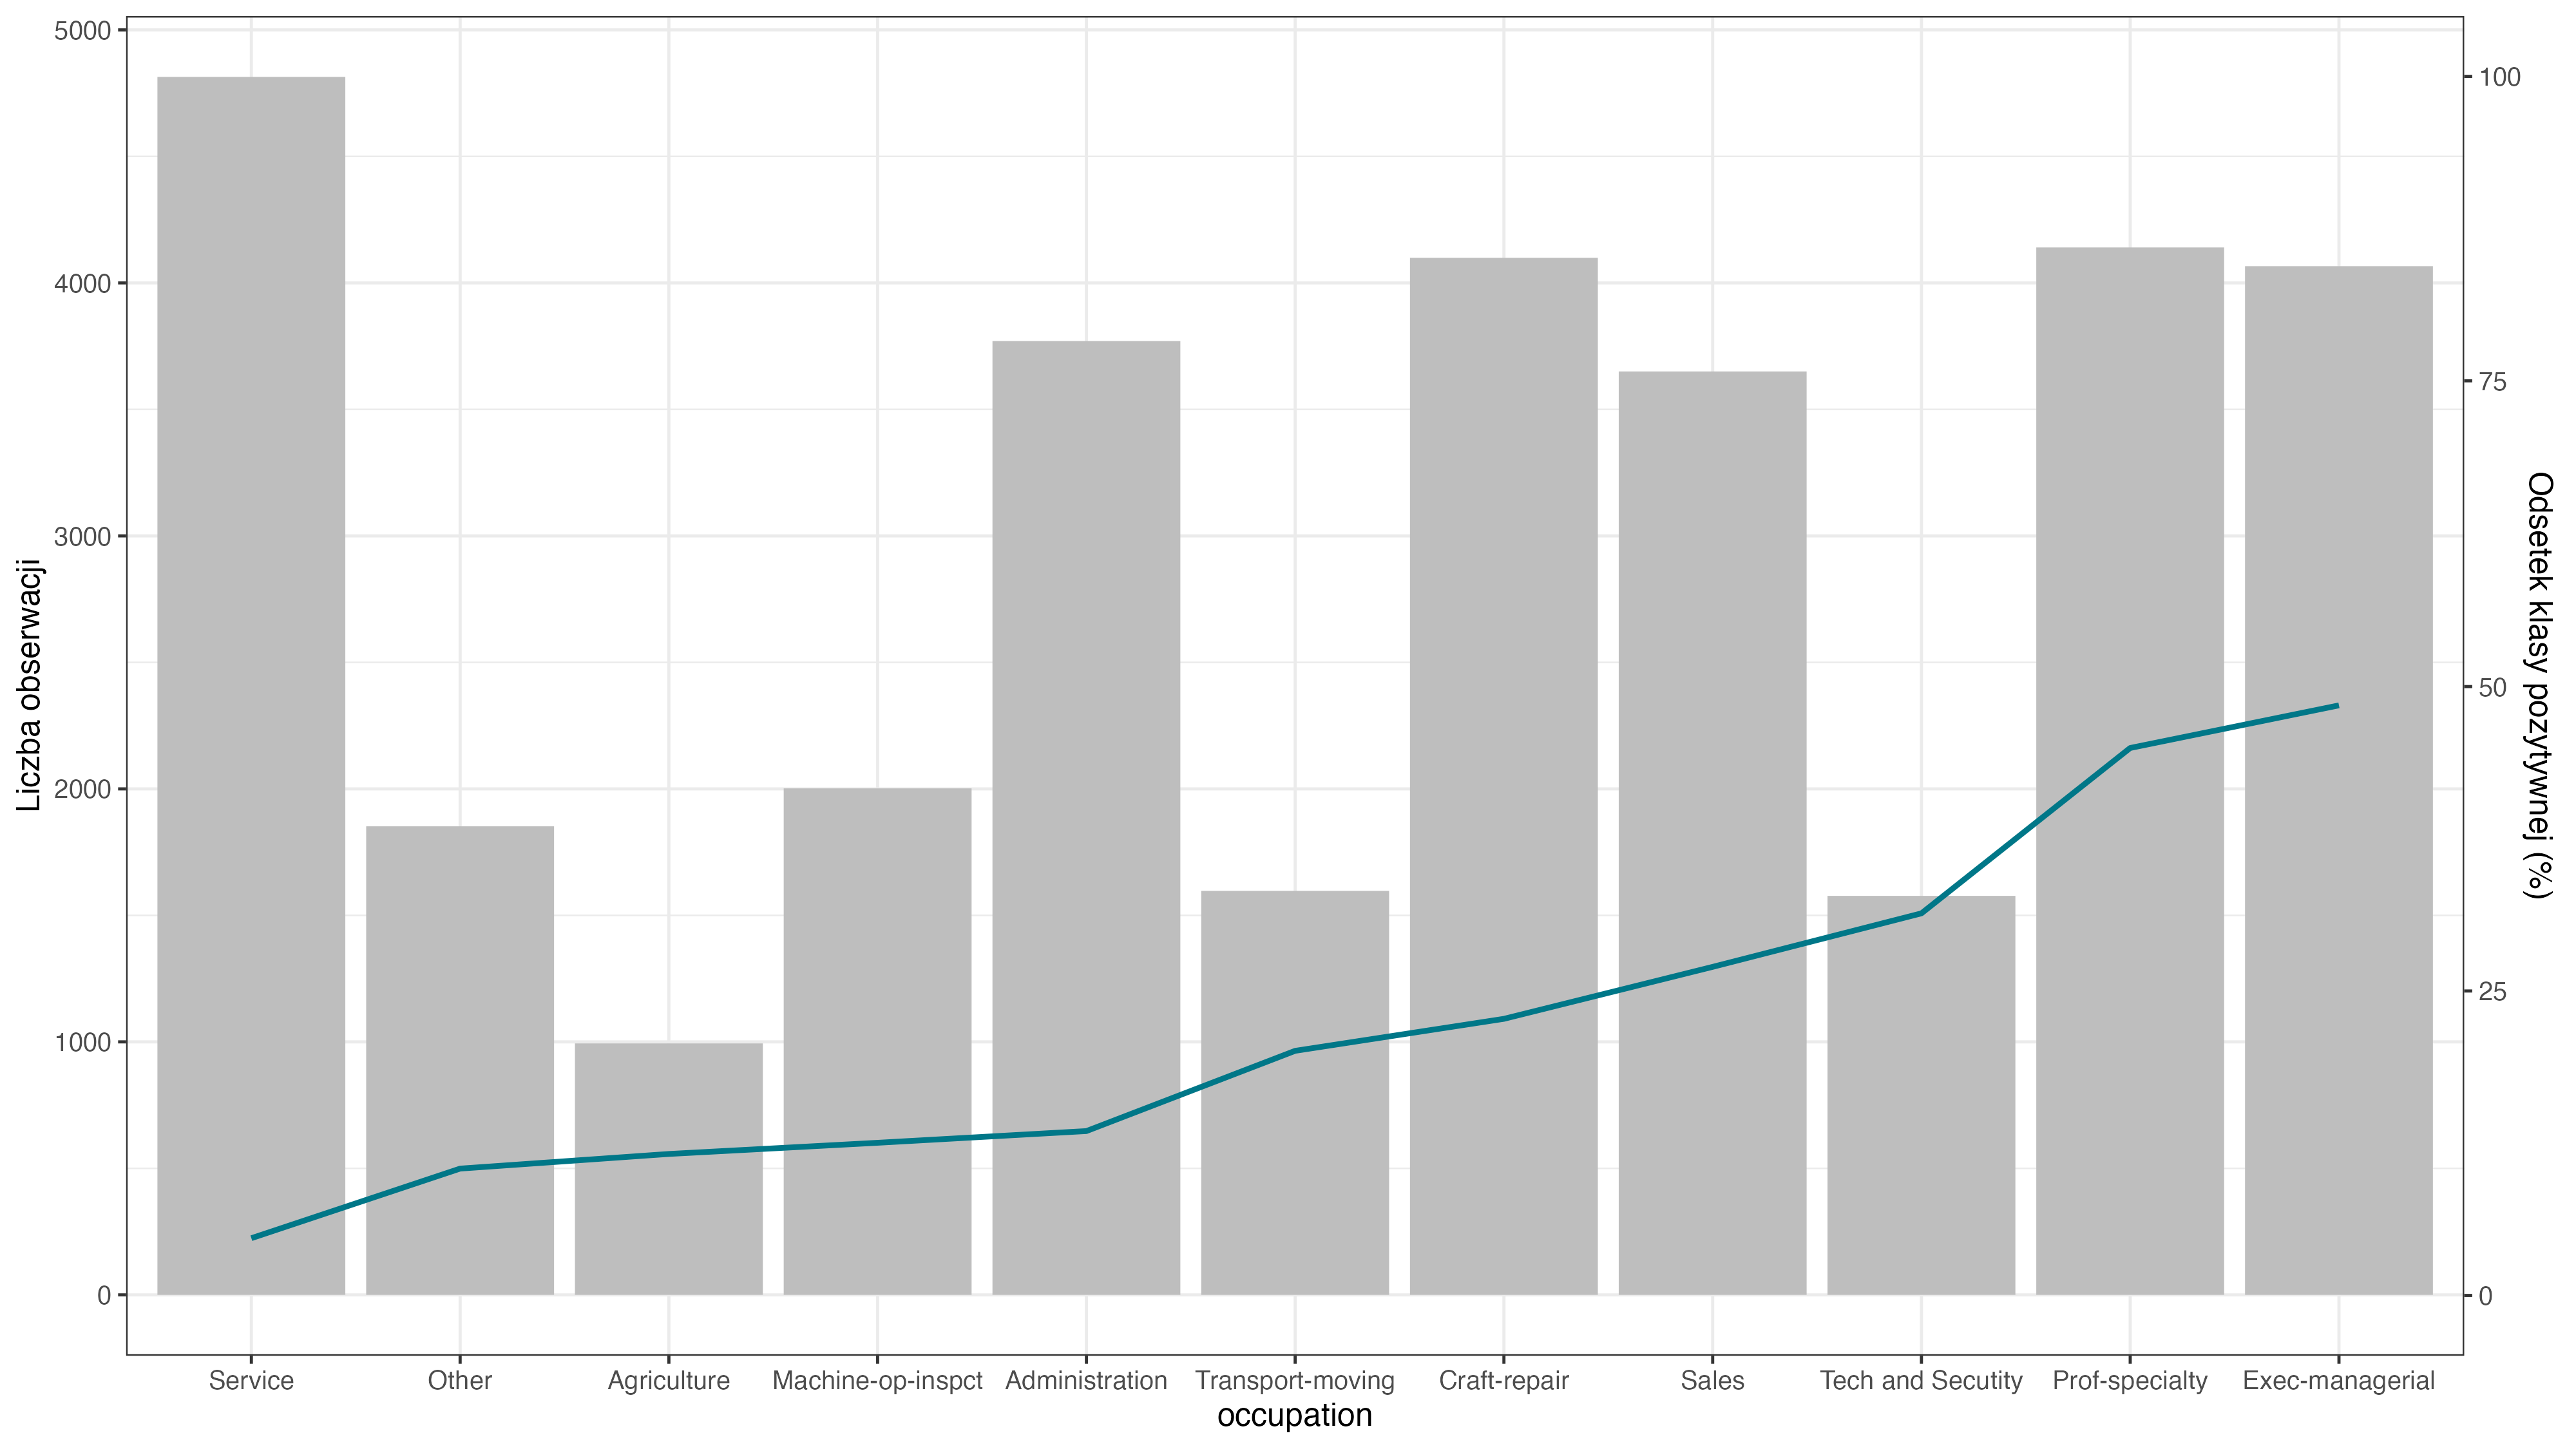 5000
4000
3000
2000
1000
0
Liczba obserwacji
100
75
50
25
0
Odsetek klasy pozytywnej (%)
Service Other Agriculture Machine-op-inspct Administration Transport-moving Craft-repair Sales Tech and Secutity Prof-specialty Exec-managerial
occupation